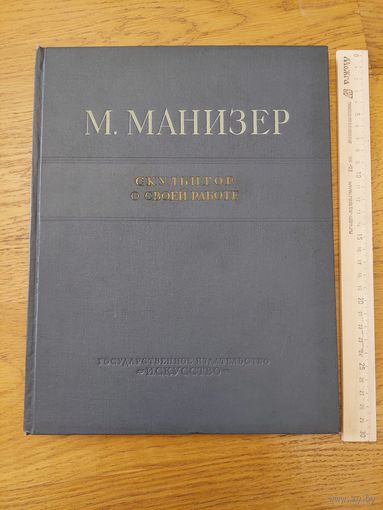 М. МАНИЗЕР
СКУЛЬПТОР
О СВОЕЙ РАБОТЕ
ГОСУДАРСТВЕННОЕ ИЗДАТЕЛЬСТВО
«ИСКУССТВО»